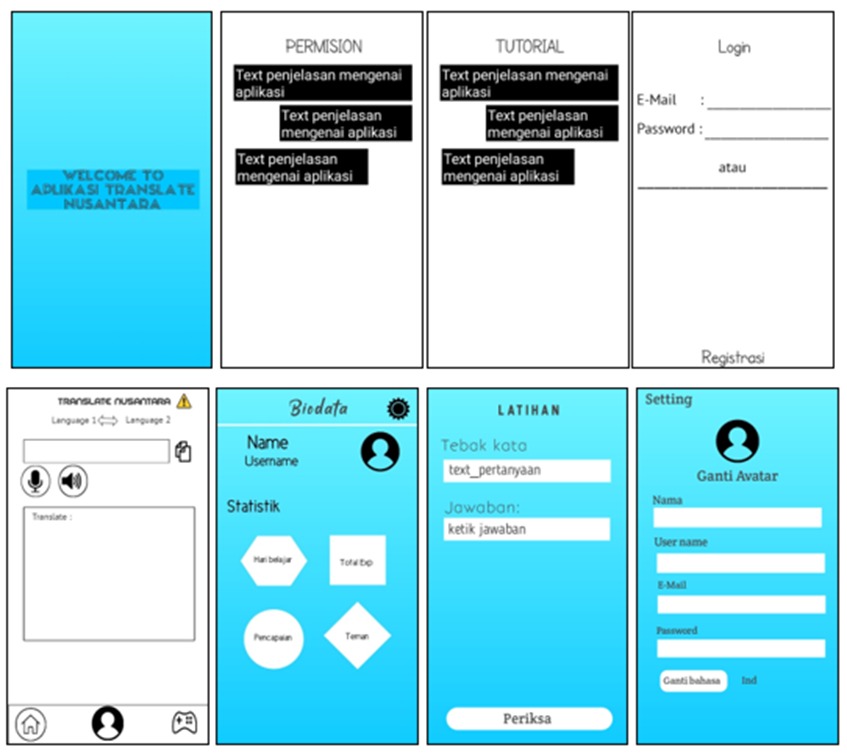 WELCOME TO
APLIKASI TRANSLATE
NUSANTARA
PERMISION
Text penjelasan mengenai
aplikasi
Text penjelasan
mengenai aplikasi
Text penjelasan
mengenai aplikasi
TUTORIAL
Text penjelasan mengenai
aplikasi
Text penjelasan
mengenai aplikasi
Text penjelasan
mengenai aplikasi
Login
E-Mail :
Password :
atau
Registrasi
TRANSLATE NUSANTARA
Language 1 Language 2
Translate :
Biodata
Name
Username
Statistik
Hari belajar
Total Exp
Pencapaian
Teman
LATIHAN
Tebak kata
text_pertanyaan
Jawaban:
ketik jawaban
Periksa
Setting
Ganti Avatar
Nama
User name
E-Mail
Password
Ganti bahasa Ind